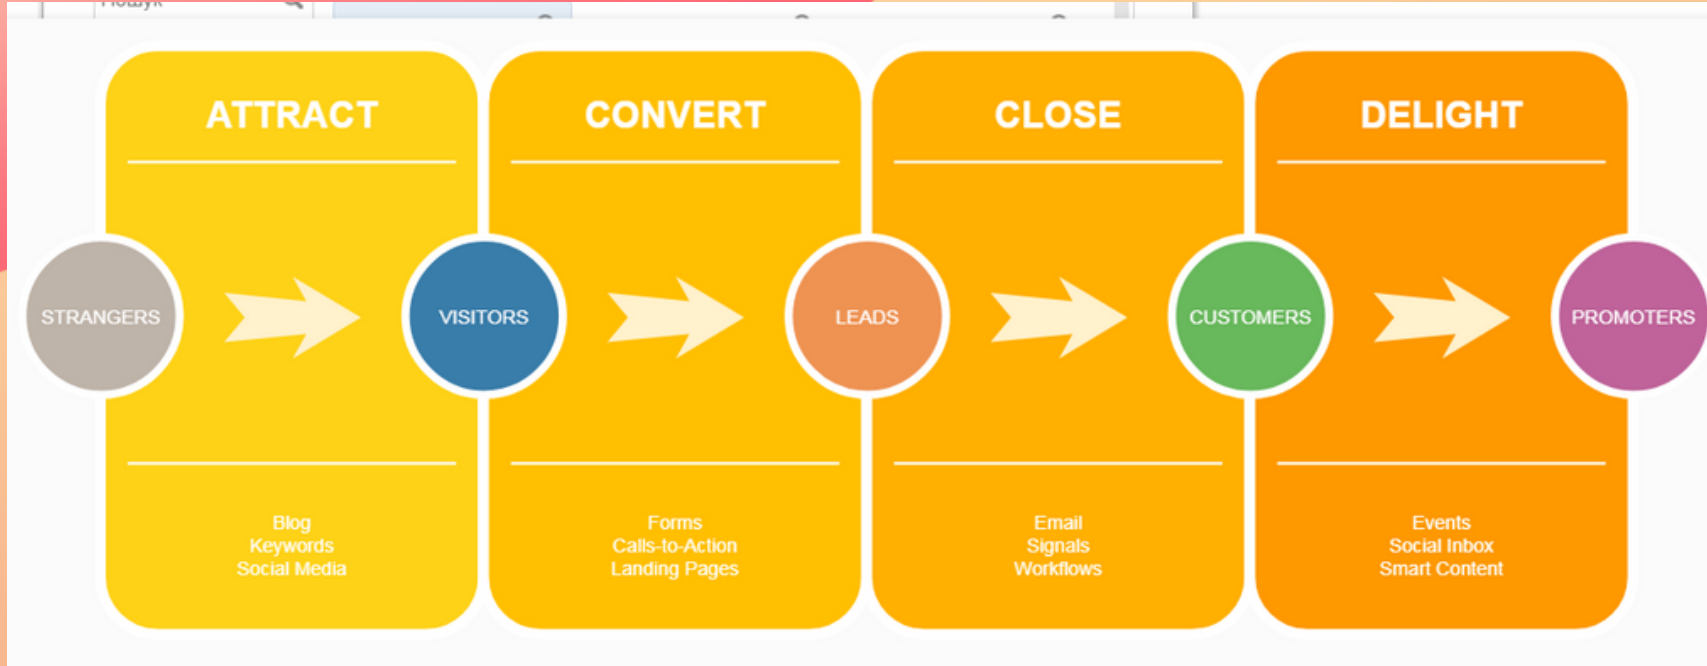 Пошук
ATTRACT
CONVERT
CLOSE
DELIGHT
STRANGERS
VISITORS
LEADS
CUSTOMERS
PROMOTERS
Blog
Keywords
Social Media
Forms
Calls-to-Action
Landing Pages
Email
Signals
Workflows
Events
Social Inbox
Smart Content